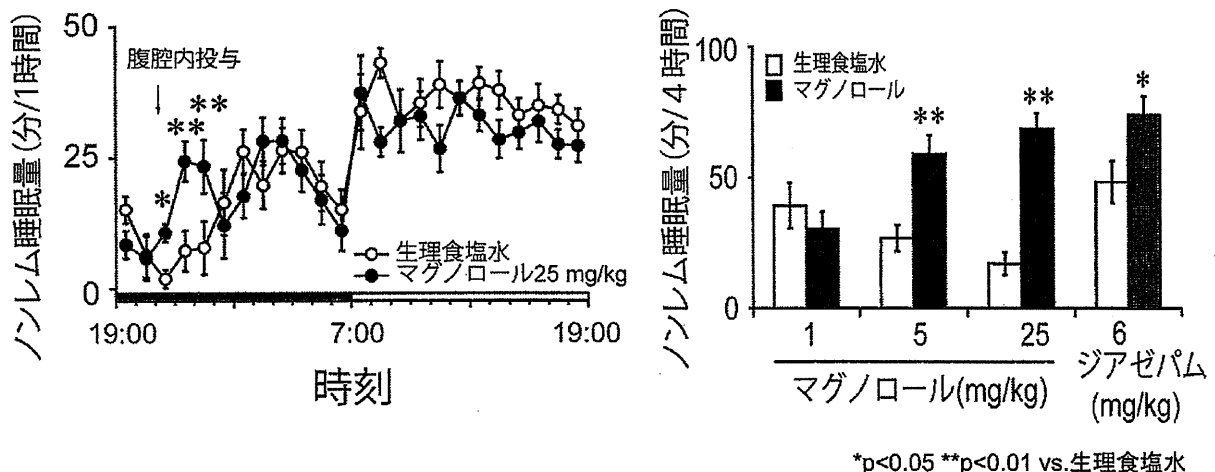 ノンレム睡眠量(分/1時間)
50
25
0
腹腔内投与
↓
**
**
*
生理食塩水
マグノロール25 mg/kg
19:00
7:00
19:00
時刻
ノンレム睡眠量(分/4時間)
100
50
0
生理食塩水
マグノロール
**
**
*
1
5
25
6
マグノロール(mg/kg)
ジアゼパム
(mg/kg)
*p<0.05 **p<0.01 vs.生理食塩水